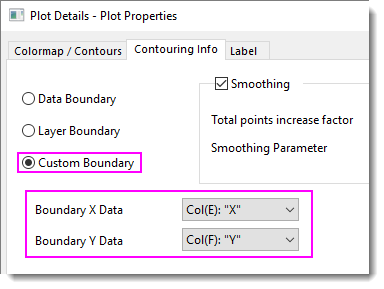 Plot Details - Plot Properties
Colormap / Contours Contouring Info Label
Data Boundary
Layer Boundary
Custom Boundary
Smoothing
Total points increase factor
Smoothing Parameter
Boundary X Data Col(E): "X"
Boundary Y Data Col(F): "Y"